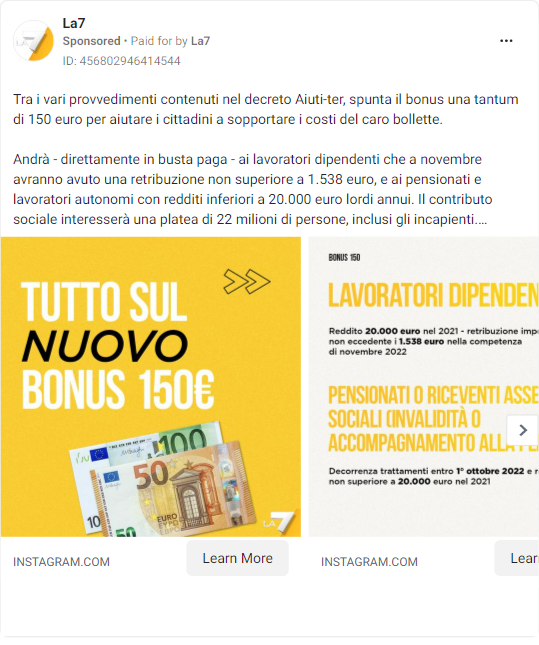 La7
Sponsored • Paid for by La7
ID: 456802946414544
Tra i vari provvedimenti contenuti nel decreto Aiuti-ter, spunta il bonus una tantum
di 150 euro per aiutare i cittadini a sopportare i costi del caro bollette.
Andrà - direttamente in busta paga - ai lavoratori dipendenti che a novembre
avranno avuto una retribuzione non superiore a 1.538 euro, e ai pensionati e
lavoratori autonomi con redditi inferiori a 20.000 euro lordi annui. Il contributo
sociale interesserà una platea di 22 milioni di persone, inclusi gli incapienti....
TUTTO SUL
NUOVO
BONUS 150€
100
50
EURO
10
50
LA7
INSTAGRAM.COM
Learn More
BONUS 150
LAVORATORI DIPENDEN
Reddito 20.000 euro nel 2021 - retribuzione imp
non eccedente i 1.538 euro nella competenza
di novembre 2022
PENSIONATI O RICEVENTI ASSE
SOCIALI (INVALIDITÀ O
ACCOMPAGNAMENTO ALLA
Decorrenza trattamenti entro 1° ottobre 2022 e r
non superiore a 20.000 euro nel 2021
INSTAGRAM.COM
Lear